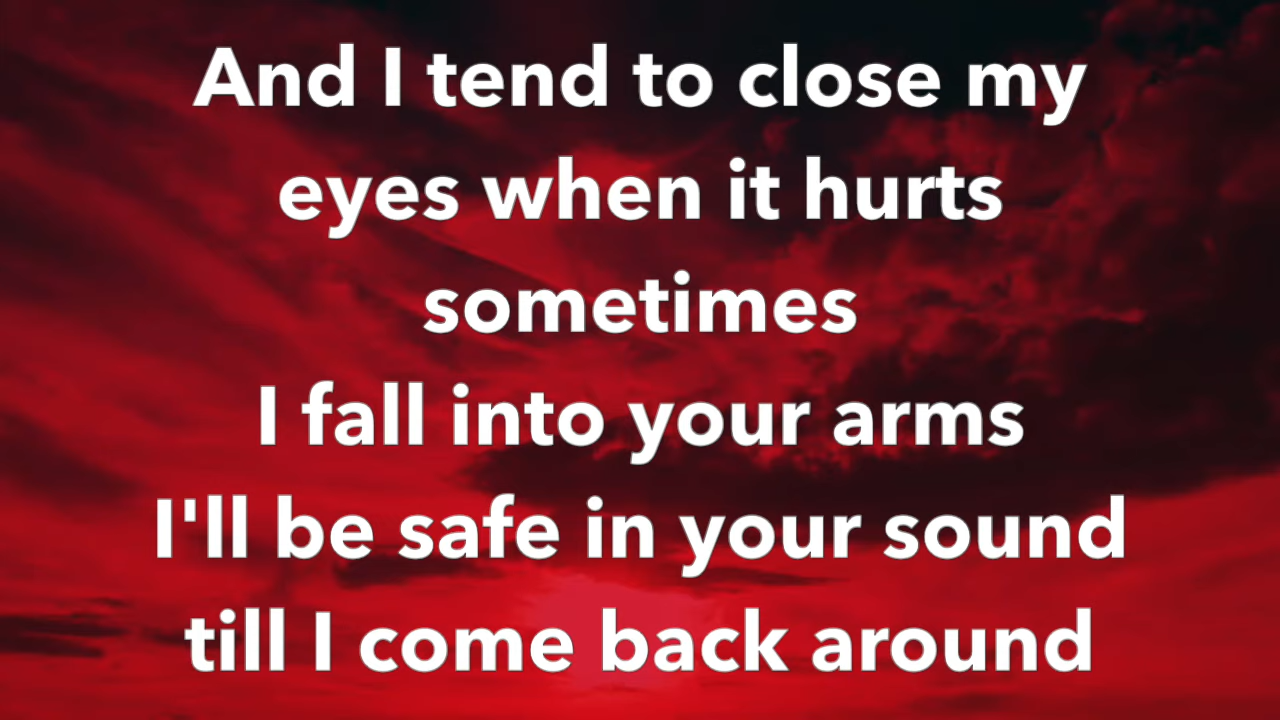 And I tend to close my
eyes when it hurts
sometimes
I fall into your arms
I'll be safe in your sound
till I come back around